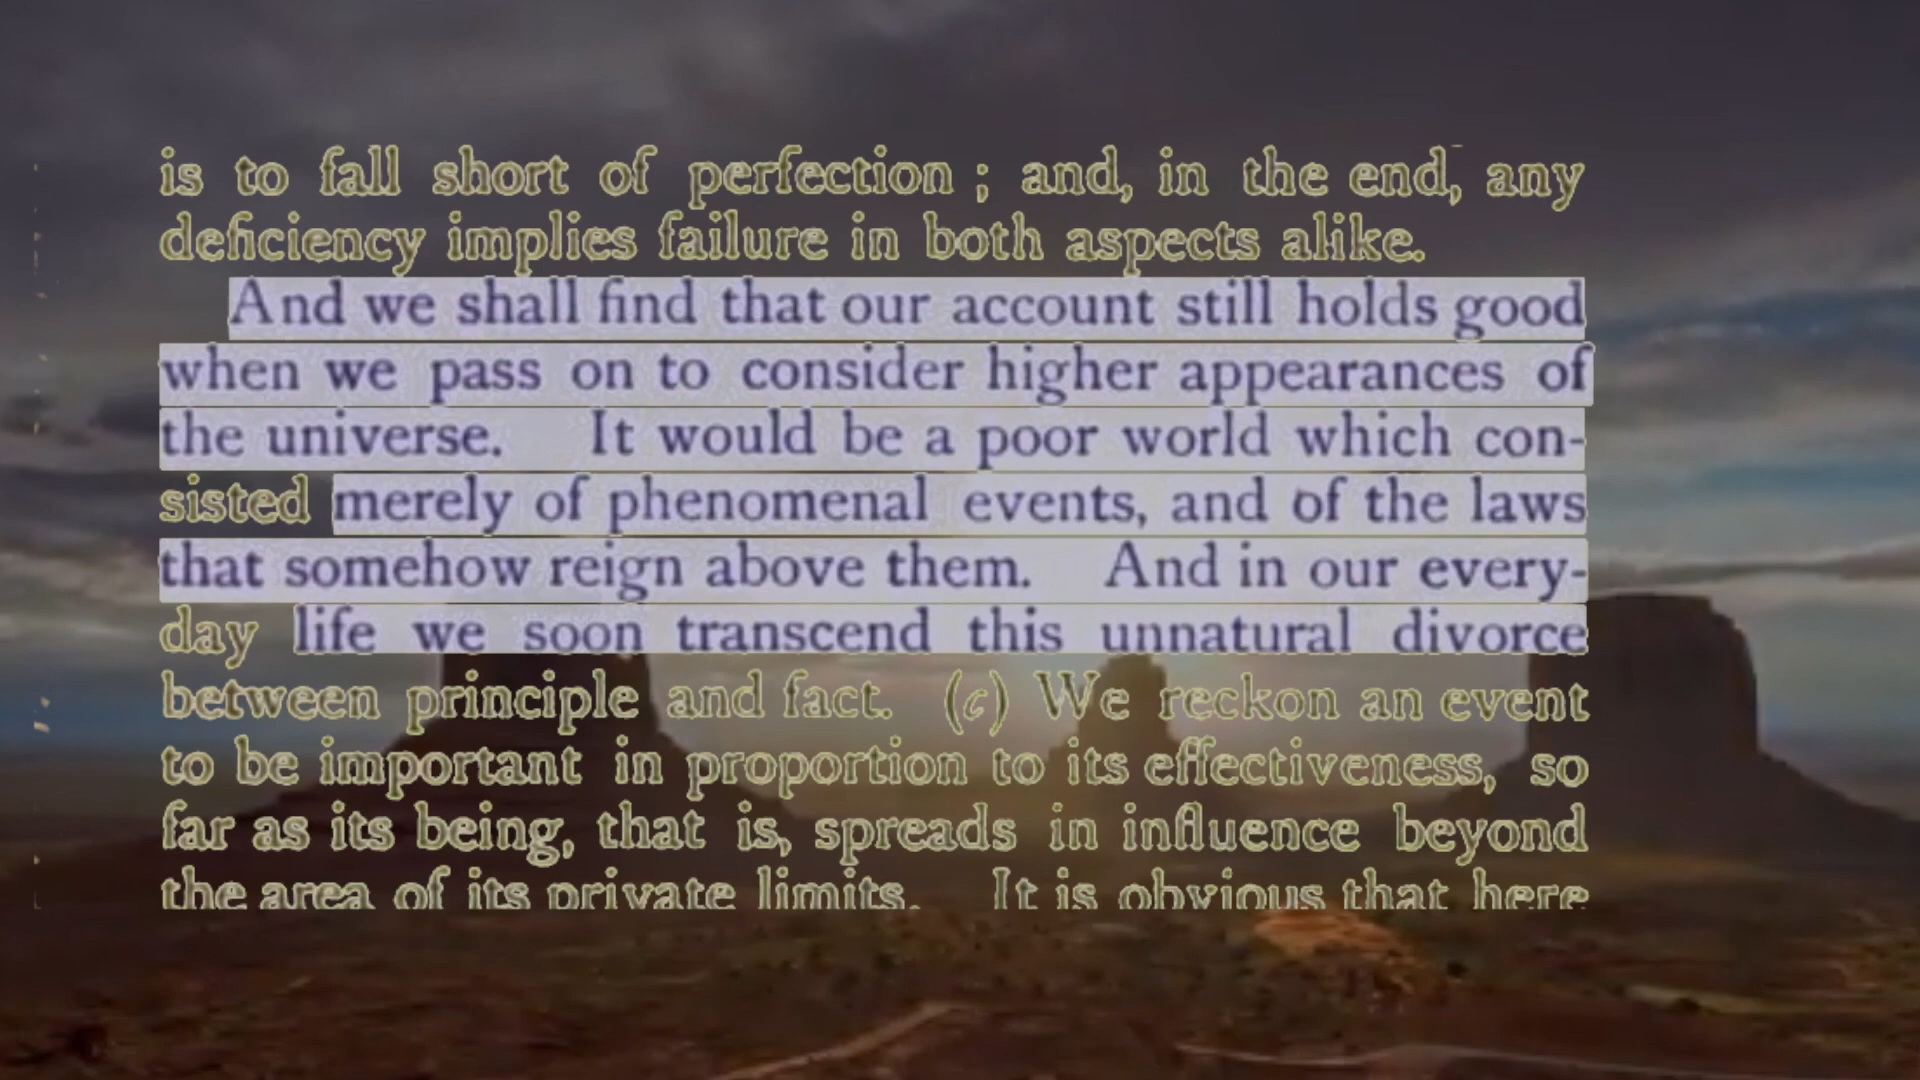 is to fall short of perfection ; and, in the end, any
deficiency implies failure in both aspects alike.
And we shall find that our account still holds good
when we pass on to consider higher appearances of
the universe. It would be a poor world which con-
sisted merely of phenomenal events, and of the laws
that somehow reign above them. And in our every-
day life we soon transcend this unnatural divorce
between principle and fact. (c) We reckon an event
to be important in proportion to its effectiveness, so
far as its being, that is, spreads in influence beyond
the area of its private limits. It is obvious that here